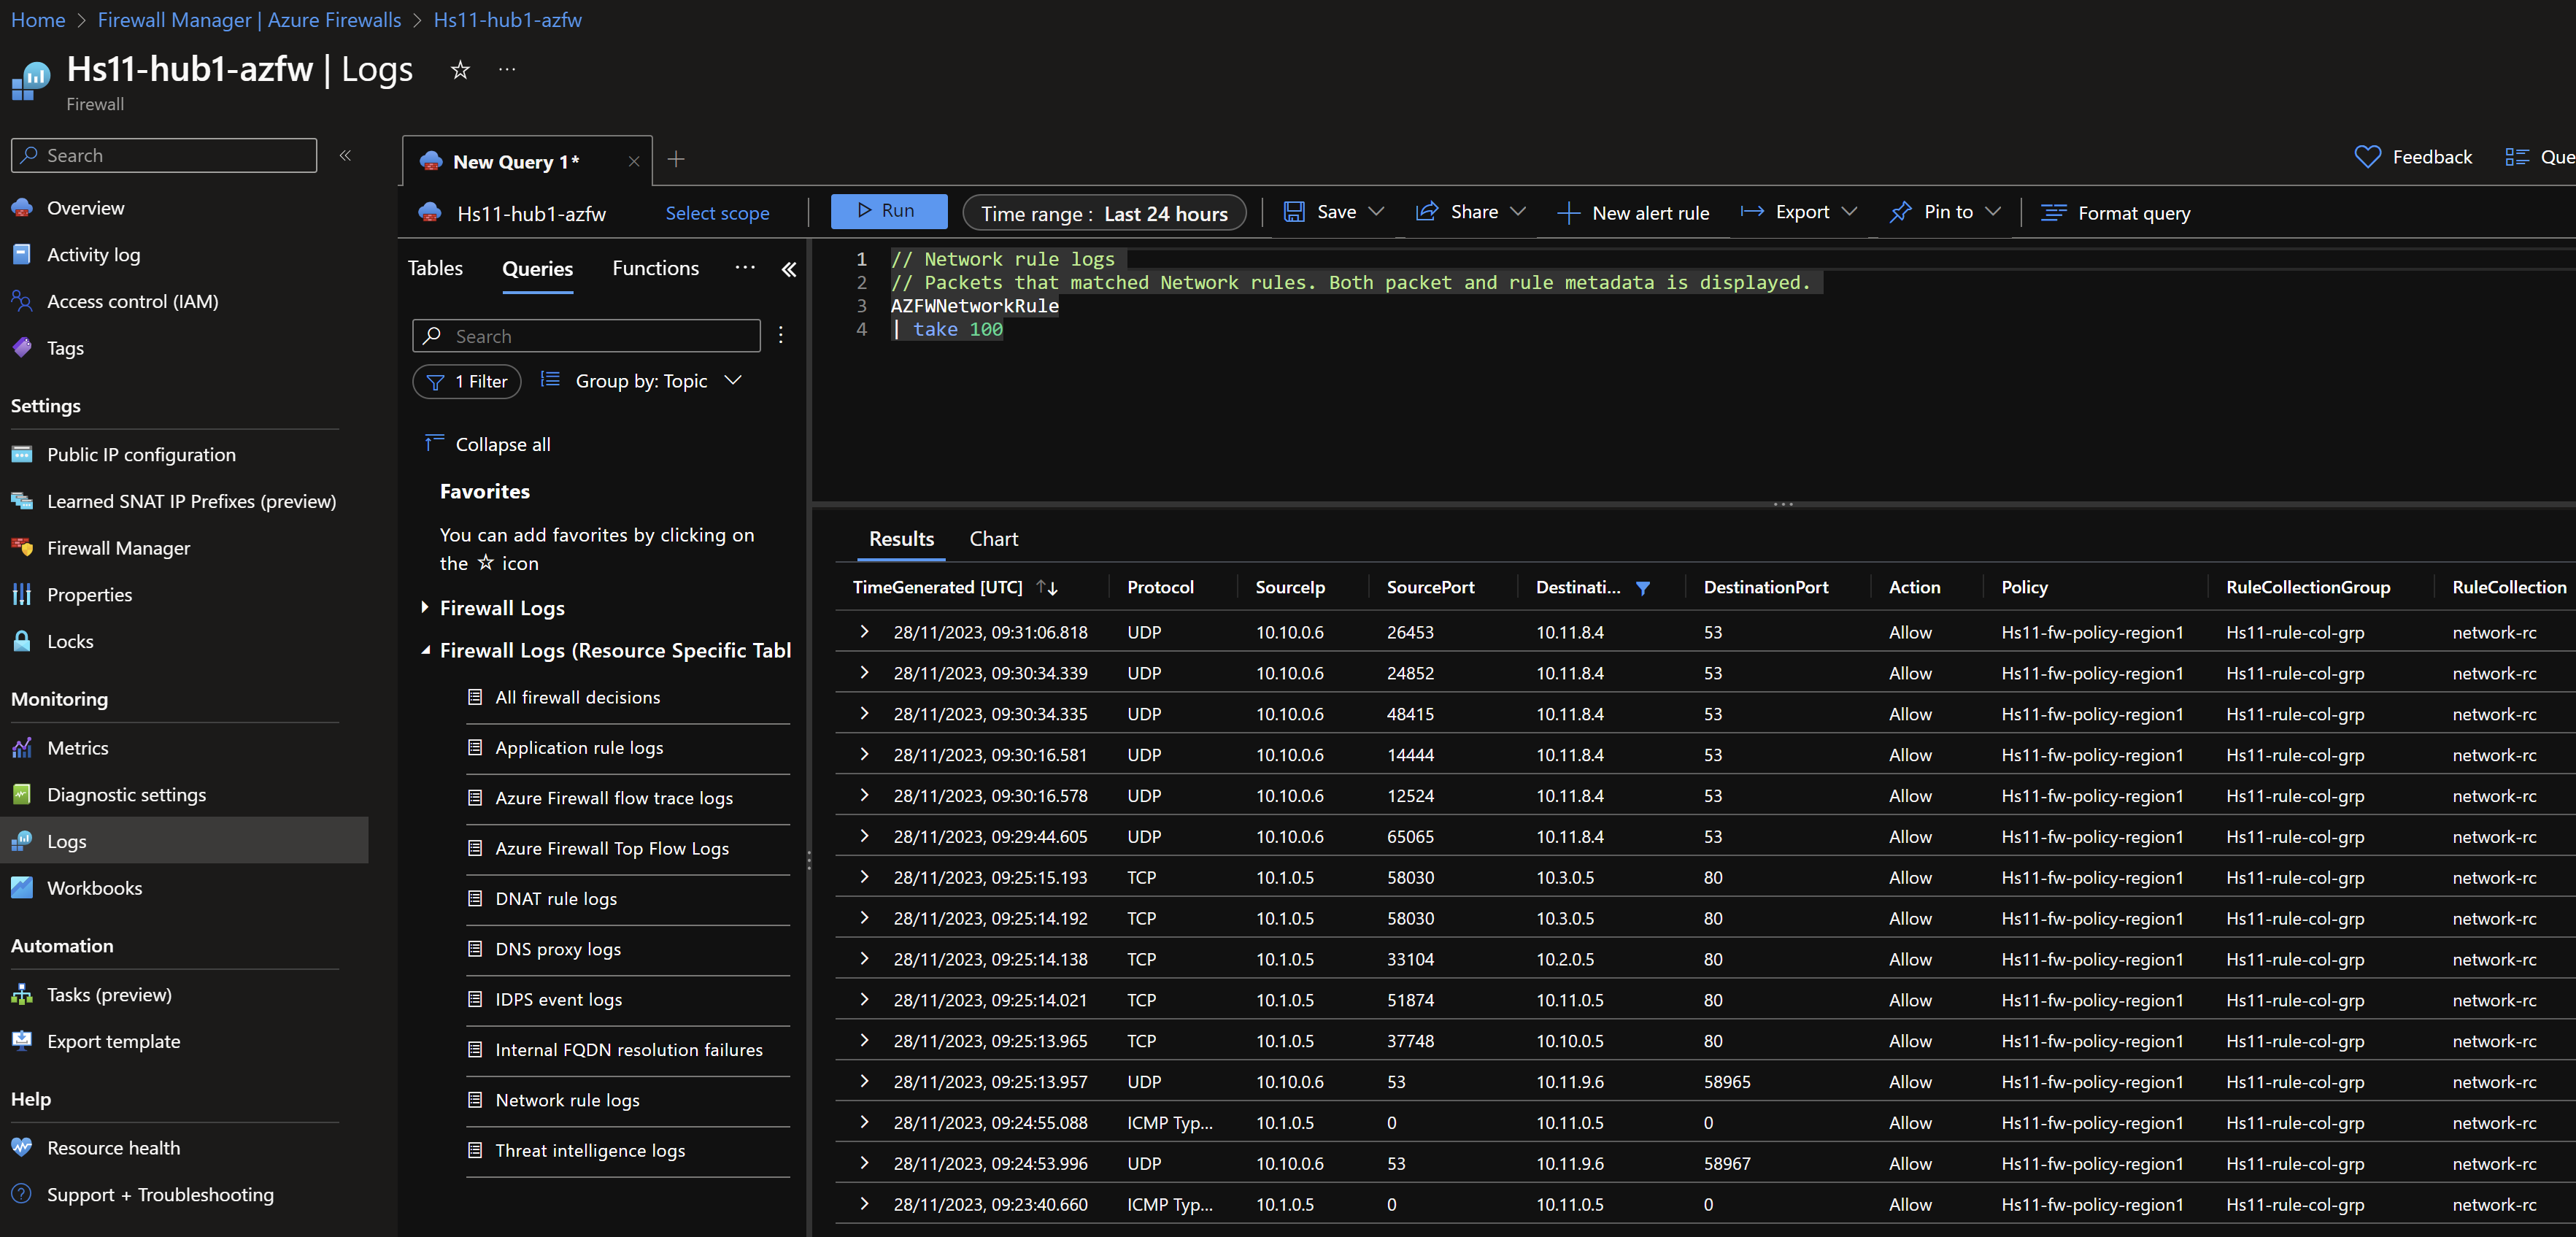 Home > Firewall Manager | Azure Firewalls > Hs11-hub1-azfw
Hs11-hub1-azfw | Logs
Firewall
Search
Overview
Activity log
Access control (IAM)
Tags
Settings
Public IP configuration
Learned SNAT IP Prefixes (preview)
Firewall Manager
Properties
Locks
Monitoring
Metrics
Diagnostic settings
Logs
Workbooks
Automation
Tasks (preview)
Export template
Help
Resource health
Support + Troubleshooting
New Query 1*
Feedback Que
Hs11-hub1-azfw Select scope Run Time range : Last 24 hours Save Share New alert rule Export Pin to Format query
Tables Queries Functions
Search
1 Filter Group by: Topic
Collapse all
Favorites
You can add favorites by clicking on
the ☆ icon
Firewall Logs
Firewall Logs (Resource Specific Tabl
All firewall decisions
Application rule logs
Azure Firewall flow trace logs
Azure Firewall Top Flow Logs
DNAT rule logs
DNS proxy logs
IDPS event logs
Internal FQDN resolution failures
Network rule logs
Threat intelligence logs
1 // Network rule logs
2 // Packets that matched Network rules. Both packet and rule metadata is displayed.
3 AZFWNetworkRule
4 | take 100
Results Chart
TimeGenerated [UTC] Protocol SourceIp SourcePort Destinati... DestinationPort Action Policy RuleCollectionGroup RuleCollection
28/11/2023, 09:31:06.818 UDP 10.10.0.6 26453 10.11.8.4 53 Allow Hs11-fw-policy-region1 Hs11-rule-col-grp network-rc
28/11/2023, 09:30:34.339 UDP 10.10.0.6 24852 10.11.8.4 53 Allow Hs11-fw-policy-region1 Hs11-rule-col-grp network-rc
28/11/2023, 09:30:34.335 UDP 10.10.0.6 48415 10.11.8.4 53 Allow Hs11-fw-policy-region1 Hs11-rule-col-grp network-rc
28/11/2023, 09:30:16.581 UDP 10.10.0.6 14444 10.11.8.4 53 Allow Hs11-fw-policy-region1 Hs11-rule-col-grp network-rc
28/11/2023, 09:30:16.578 UDP 10.10.0.6 12524 10.11.8.4 53 Allow Hs11-fw-policy-region1 Hs11-rule-col-grp network-rc
28/11/2023, 09:29:44.605 UDP 10.10.0.6 65065 10.11.8.4 53 Allow Hs11-fw-policy-region1 Hs11-rule-col-grp network-rc
28/11/2023, 09:25:15.193 TCP 10.1.0.5 58030 10.3.0.5 80 Allow Hs11-fw-policy-region1 Hs11-rule-col-grp network-rc
28/11/2023, 09:25:14.192 TCP 10.1.0.5 58030 10.3.0.5 80 Allow Hs11-fw-policy-region1 Hs11-rule-col-grp network-rc
28/11/2023, 09:25:14.138 TCP 10.1.0.5 33104 10.2.0.5 80 Allow Hs11-fw-policy-region1 Hs11-rule-col-grp network-rc
28/11/2023, 09:25:14.021 TCP 10.1.0.5 51874 10.11.0.5 80 Allow Hs11-fw-policy-region1 Hs11-rule-col-grp network-rc
28/11/2023, 09:25:13.965 TCP 10.1.0.5 37748 10.10.0.5 80 Allow Hs11-fw-policy-region1 Hs11-rule-col-grp network-rc
28/11/2023, 09:25:13.957 UDP 10.10.0.6 53 10.11.9.6 58965 Allow Hs11-fw-policy-region1 Hs11-rule-col-grp network-rc
28/11/2023, 09:24:55.088 ICMP Typ... 10.1.0.5 0 10.11.0.5 0 Allow Hs11-fw-policy-region1 Hs11-rule-col-grp network-rc
28/11/2023, 09:24:53.996 UDP 10.10.0.6 53 10.11.9.6 58967 Allow Hs11-fw-policy-region1 Hs11-rule-col-grp network-rc
28/11/2023, 09:23:40.660 ICMP Typ... 10.1.0.5 0 10.11.0.5 0 Allow Hs11-fw-policy-region1 Hs11-rule-col-grp network-rc